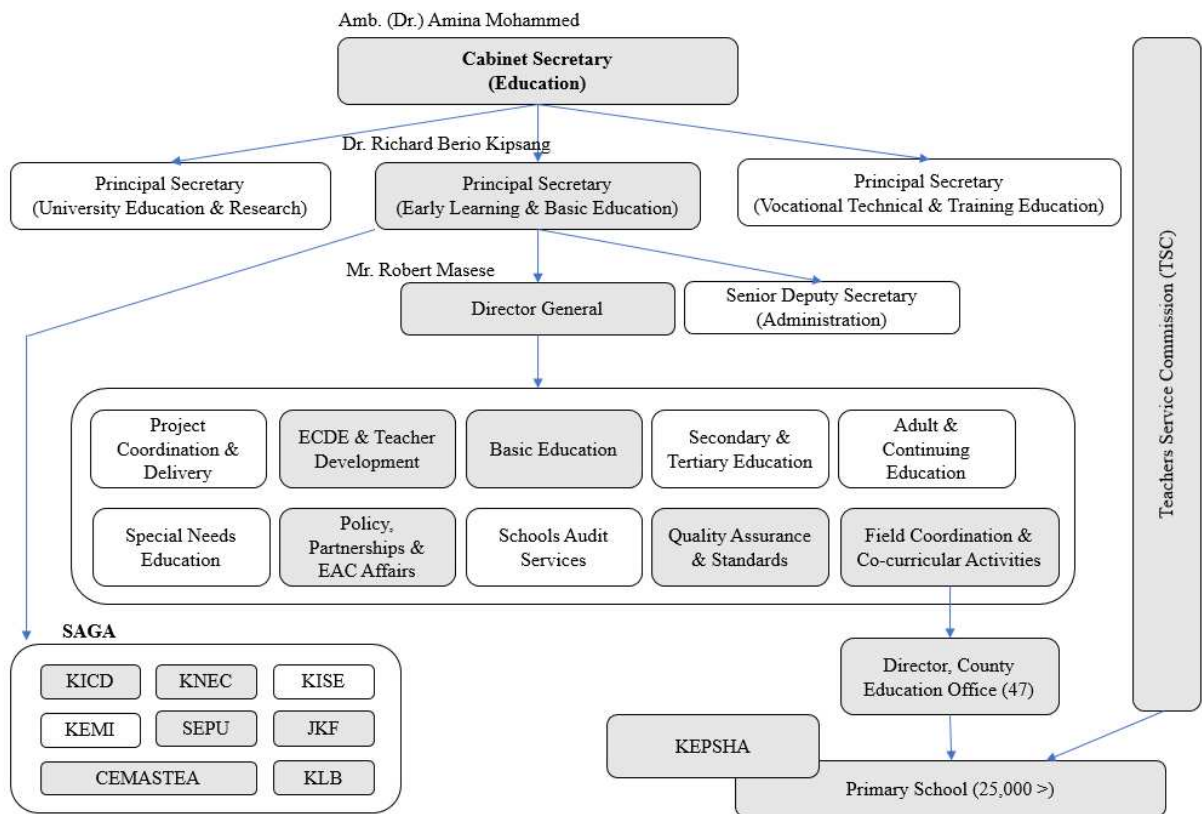 Amb. (Dr.) Amina Mohammed
Cabinet Secretary
(Education)
Dr. Richard Berio Kipsang
Principal Secretary
(University Education & Research)
Principal Secretary
(Early Learning & Basic Education)
Principal Secretary
(Vocational Technical & Training Education)
Mr. Robert Masese
Director General
Senior Deputy Secretary
(Administration)
Project
Coordination &
Delivery
ECDE & Teacher
Development
Basic Education
Secondary &
Tertiary Education
Adult &
Continuing
Education
Special Needs
Education
Policy,
Partnerships &
EAC Affairs
Schools Audit
Services
Quality Assurance
& Standards
Field Coordination &
Co-curricular Activities
SAGA
KICD
KNEC
KISE
KEMI
SEPU
JKF
CEMASTEA
KLB
Director, County
Education Office (47)
KEPSHA
Primary School (25,000 >)
Teachers Service Commission (TSC)